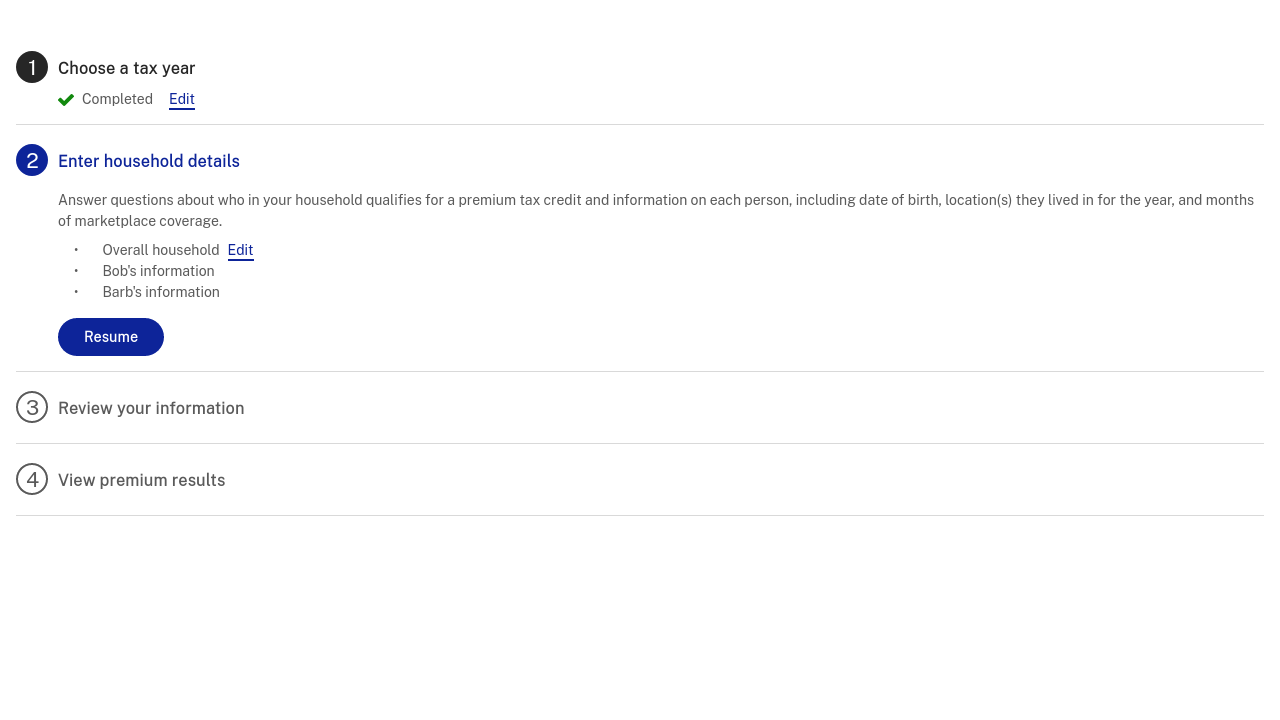 1 Choose a tax year
Completed Edit
2 Enter household details
Answer questions about who in your household qualifies for a premium tax credit and information on each person, including date of birth, location(s) they lived in for the year, and months
of marketplace coverage.
• Overall household Edit
• Bob's information
• Barb's information
Resume
3 Review your information
4 View premium results